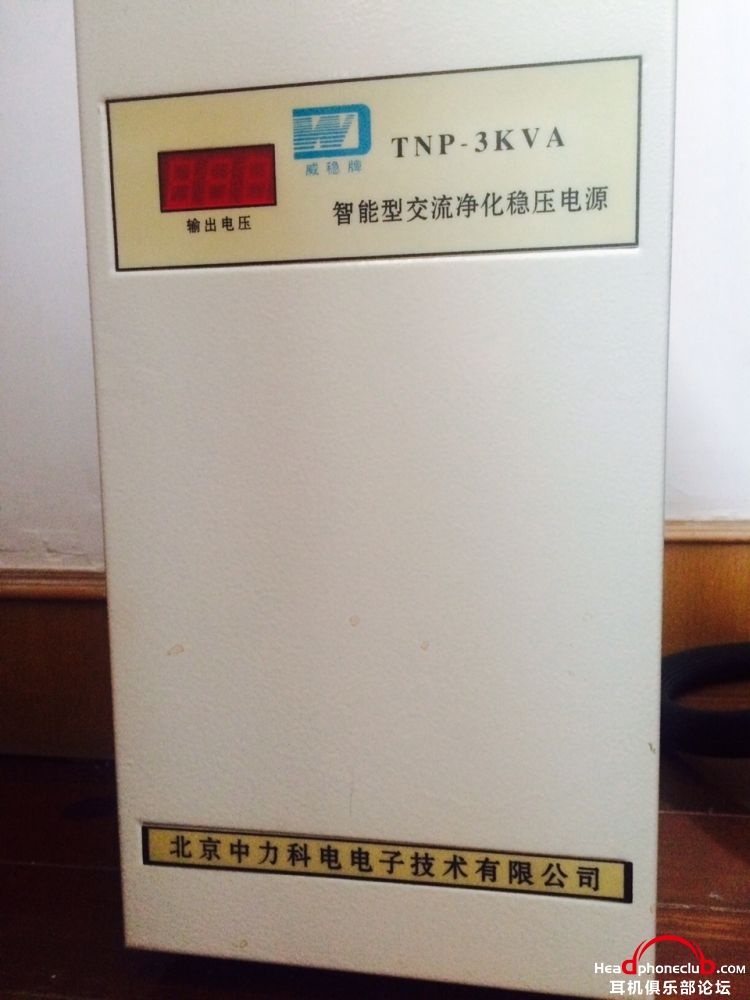 TNP-3KVA
威稳牌
智能型交流净化稳压电源
输出电压
北京中力科电电子技术有限公司
Headphoneclub.com
耳机俱乐部论坛